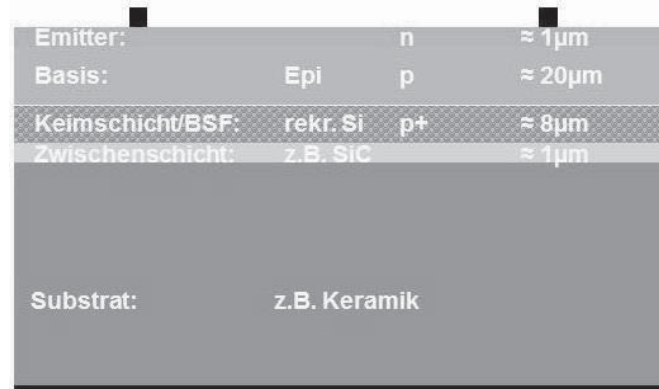 Emitter: n ≈ 1µm
Basis: Epi p ≈ 20µm
Keimschicht/BSF: rekr. Si p+ ≈ 8µm
Zwischenschicht: z.B. SiC ≈ 1µm
Substrat: z.B. Keramik